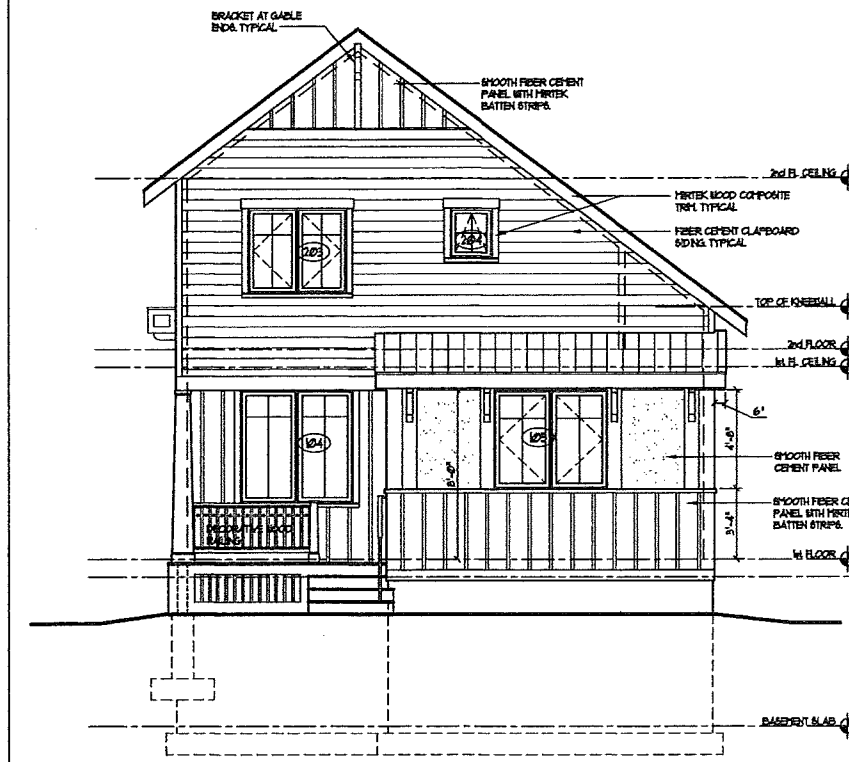 BRACKET AT GABLE
ENDS. TYPICAL
SMOOTH FIBER CEMENT
PANEL WITH MIRTEK
BATTEN STRIPS.
2nd FL. CEILING
MIRTEK WOOD COMPOSITE
TRIM. TYPICAL
FIBER CEMENT CLAPBOARD
SIDING. TYPICAL
203
204
TOP OF KNEEWALL
2nd FLOOR
1st FL. CEILING
6"
104
105
4'-8"
8'-0"
SMOOTH FIBER
CEMENT PANEL
SMOOTH FIBER CE
PANEL WITH MIRTE
BATTEN STRIPS.
3'-4"
DECORATIVE WOOD
RAILING
1st FLOOR
BASEMENT SLAB